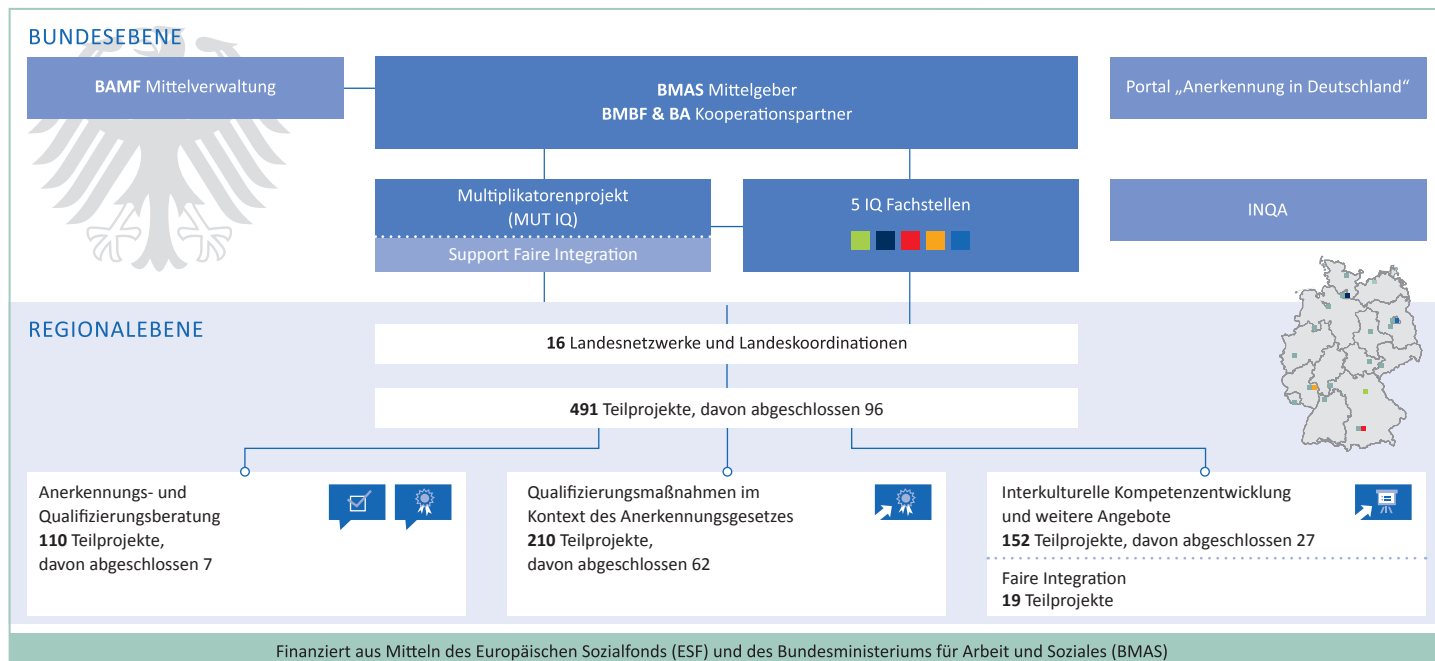 BUNDESEBENE
BAMF Mittelverwaltung
BMAS Mittelgeber
BMBF & BA Kooperationspartner
Portal „Anerkennung in Deutschland“
Multiplikatorenprojekt
(MUT IQ)
Support Faire Integration
5 IQ Fachstellen
INQA
REGIONALEBENE
16 Landesnetzwerke und Landeskoordinationen
491 Teilprojekte, davon abgeschlossen 96
Anerkennungs- und
Qualifizierungsberatung
110 Teilprojekte,
davon abgeschlossen 7
Qualifizierungsmaßnahmen im
Kontext des Anerkennungsgesetzes
210 Teilprojekte,
davon abgeschlossen 62
Interkulturelle Kompetenzentwicklung
und weitere Angebote
152 Teilprojekte, davon abgeschlossen 27
Faire Integration
19 Teilprojekte
Finanziert aus Mitteln des Europäischen Sozialfonds (ESF) und des Bundesministeriums für Arbeit und Soziales (BMAS)